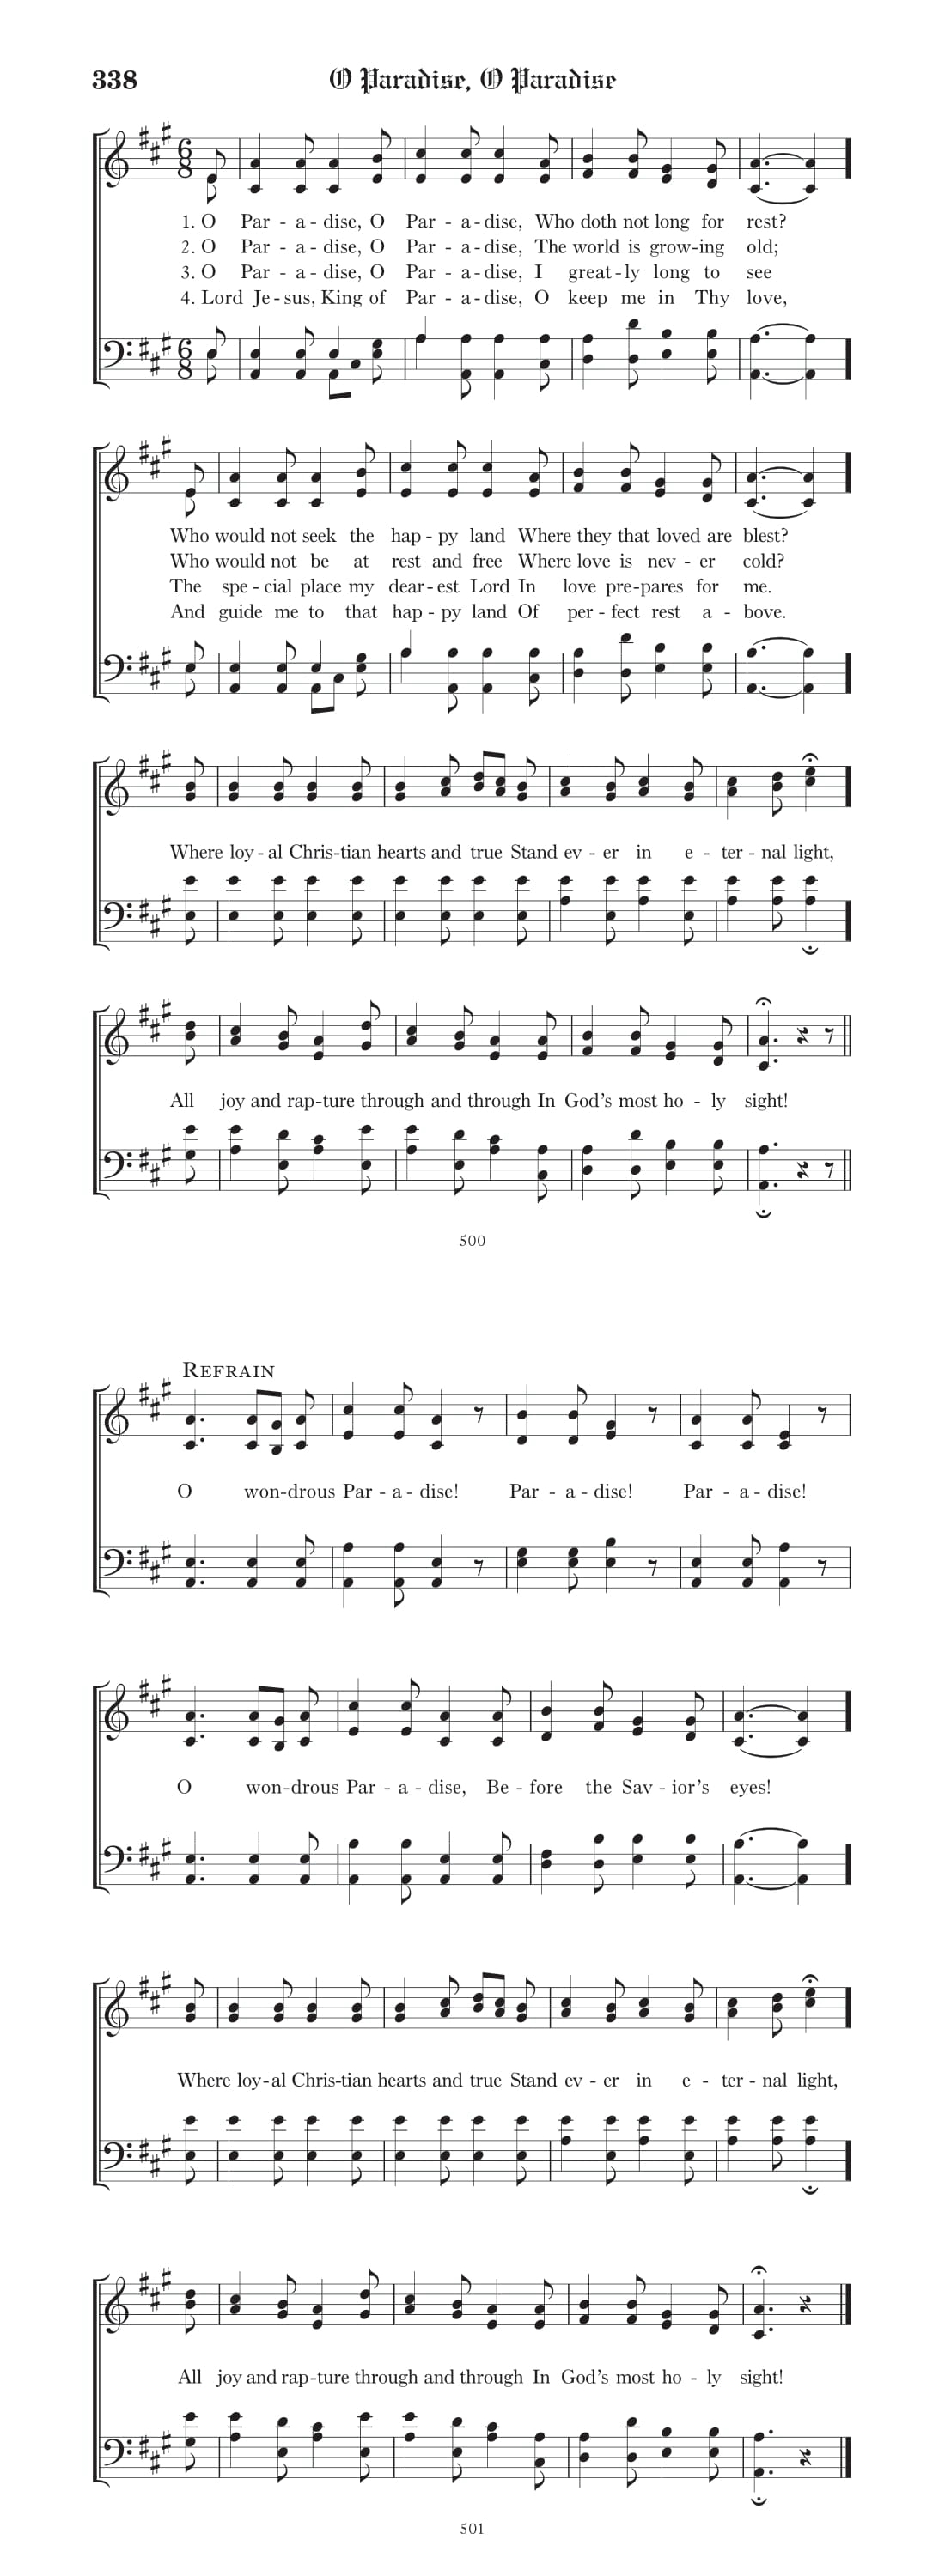 338 O Paradise, O Paradise
1. O Par - a - dise, O Par - a - dise, Who doth not long for rest?
2. O Par - a - dise, O Par - a - dise, The world is grow-ing old;
3. O Par - a - dise, O Par - a - dise, I great - ly long to see
4. Lord Je - sus, King of Par - a - dise, O keep me in Thy love,
Who would not seek the hap - py land Where they that loved are blest?
Who would not be at rest and free Where love is nev - er cold?
The spe - cial place my dear - est Lord In love pre-pares for me.
And guide me to that hap - py land Of per - fect rest a - bove.
Where loy - al Chris-tian hearts and true Stand ev - er in e - ter - nal light,
All joy and rap-ture through and through In God's most ho - ly sight!
500
REFRAIN
O won-drous Par - a - dise! Par - a - dise! Par - a - dise!
O won-drous Par - a - dise, Be - fore the Sav - ior's eyes!
Where loy-al Chris-tian hearts and true Stand ev - er in e - ter - nal light,
All joy and rap-ture through and through In God's most ho - ly sight!
501